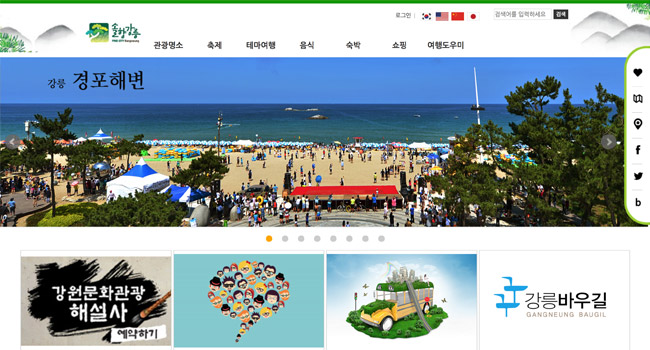 솔향강릉
로그인
검색어를 입력하세요
검색
관광명소 축제 테마여행 음식 숙박 쇼핑 여행도우미
강릉 경포해변
f
b
강원문화관광
해설사
예약하기
강릉바우길
GANGNEUNG BAUGIL